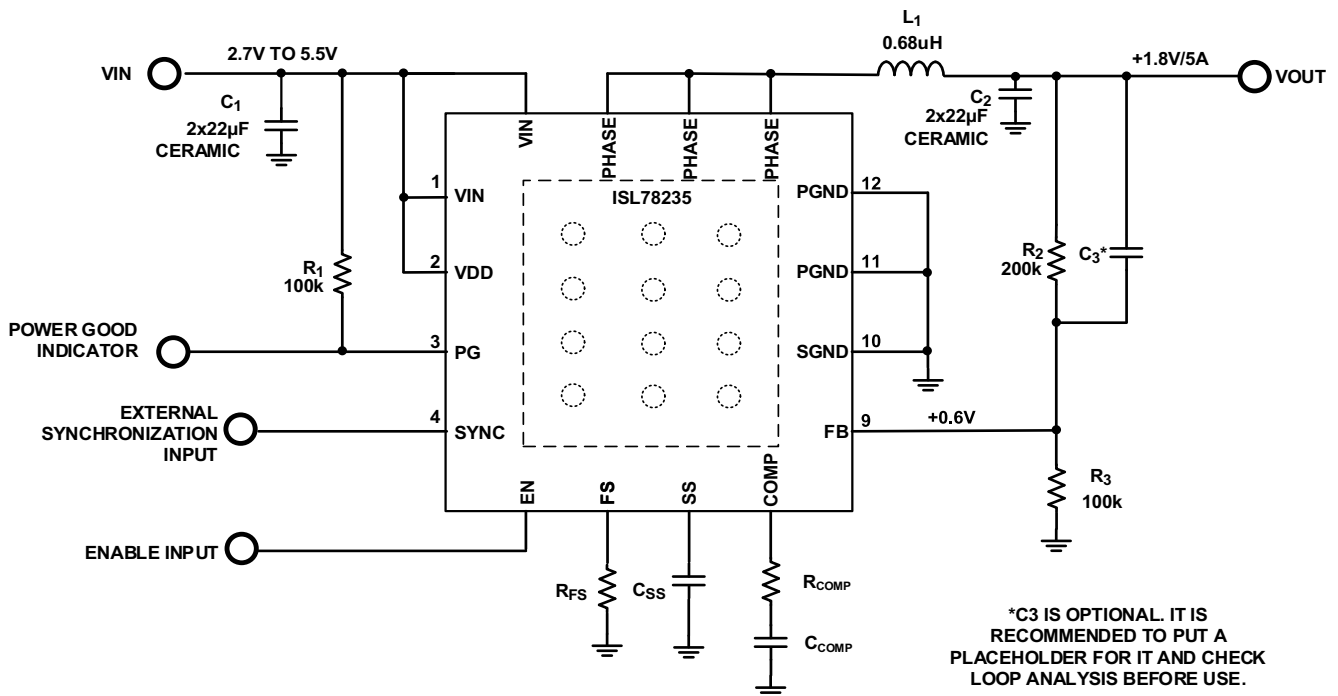 L₁
0.68uH
2.7V TO 5.5V
+1.8V/5A
VIN
VOUT
C₁
2x22µF
CERAMIC
C₂
2x22µF
CERAMIC
VIN
PHASE
PHASE
PHASE
ISL78235
1
VIN
12
PGND
2
VDD
11
PGND
R₁
100k
R₂
200k
C₃*
POWER GOOD
INDICATOR
3
PG
10
SGND
EXTERNAL
SYNCHRONIZATION
INPUT
4
SYNC
9
FB
+0.6V
EN
FS
SS
COMP
R₃
100k
ENABLE INPUT
R_FS
C_SS
R_COMP
C_COMP
*C3 IS OPTIONAL. IT IS
RECOMMENDED TO PUT A
PLACEHOLDER FOR IT AND CHECK
LOOP ANALYSIS BEFORE USE.